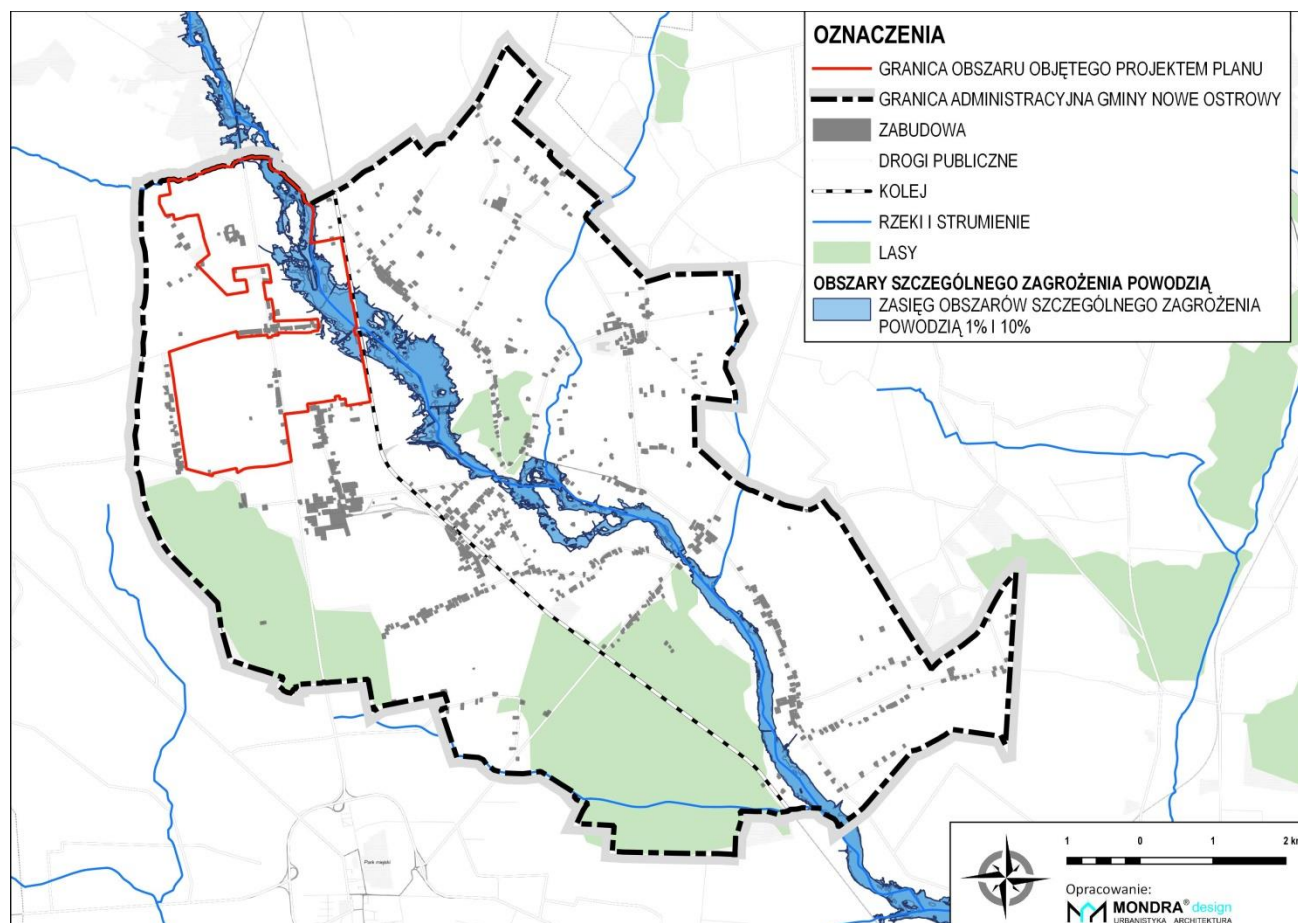 OZNACZENIA
GRANICA OBSZARU OBJĘTEGO PROJEKTEM PLANU
GRANICA ADMINISTRACYJNA GMINY NOWE OSTROWY
ZABUDOWA
DROGI PUBLICZNE
KOLEJ
RZEKI I STRUMIENIE
LASY
OBSZARY SZCZEGÓLNEGO ZAGROŻENIA POWODZIĄ
ZASIĘG OBSZARÓW SZCZEGÓLNEGO ZAGROŻENIA
POWODZIĄ 1% I 10%
Park miejski
1 0 1 2 km
Opracowanie:
MONDRA® design
URBANISTYKA ARCHITEKTURA